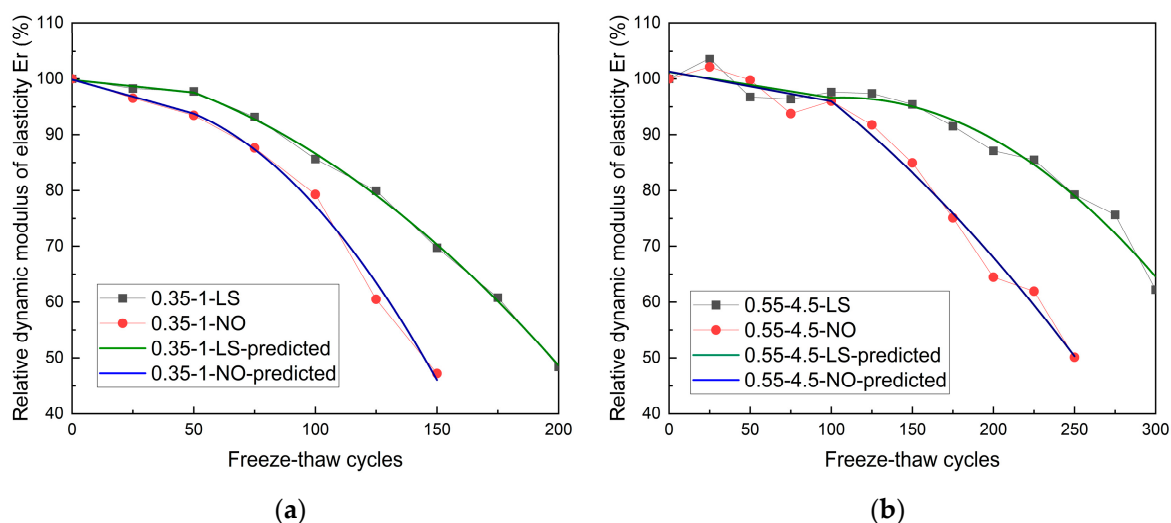 (a)
Relative dynamic modulus of elasticity Er (%)
110
100
90
80
70
60
50
40
0.35-1-LS
0.35-1-NO
0.35-1-LS-predicted
0.35-1-NO-predicted
0 50 100 150 200
Freeze-thaw cycles
(a)
(b)
Relative dynamic modulus of elasticity Er (%)
110
100
90
80
70
60
50
40
0.55-4.5-LS
0.55-4.5-NO
0.55-4.5-LS-predicted
0.55-4.5-NO-predicted
0 50 100 150 200 250 300
Freeze-thaw cycles
(b)